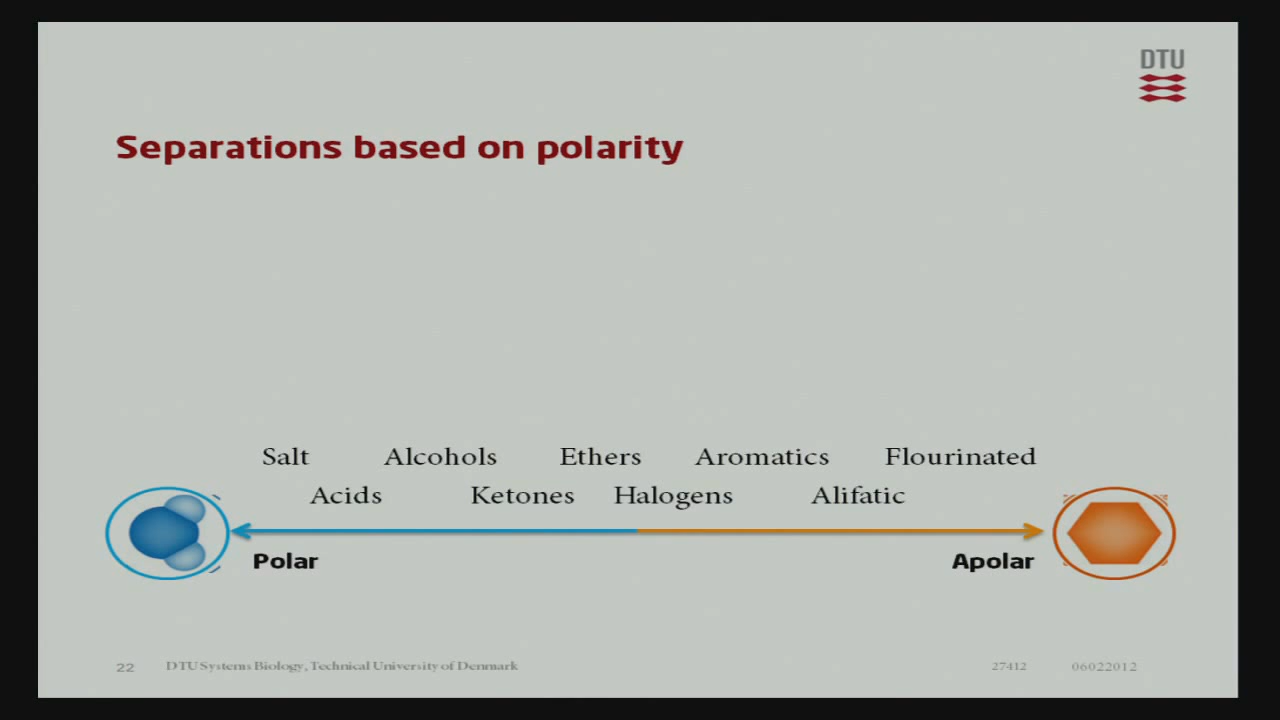 DTU
Separations based on polarity
Salt Alcohols Ethers Aromatics Flourinated
Acids Ketones Halogens Alifatic
Polar Apolar
22 DTU Systems Biology, Technical University of Denmark 27412 06022012